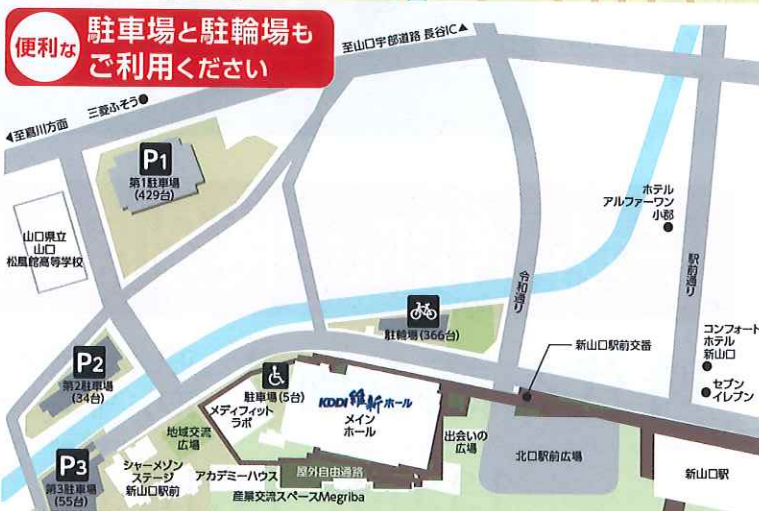 便利な
駐車場と駐輪場も
ご利用ください
至山口宇部道路 長谷IC▲
三菱ふそう
◀至嘉川方面
P1
第1駐車場
(429台)
山口県立
山口
松風館高等学校
ホテル
アルファーワン
小郡
令和通り
駅前通り
駐輪場(366台)
新山口駅前交番
コンフォート
ホテル
新山口
セブン
イレブン
P2
第2駐車場
(34台)
駐車場(5台)
メディフィット
ラボ
KDDI維新ホール
メイン
ホール
地域交流
広場
出会いの
広場
北口駅前広場
新山口駅
P3
第3駐車場
(55台)
シャーメゾン
ステージ
新山口駅前
アカデミーハウス
屋外自由通路
産業交流スペースMegriba